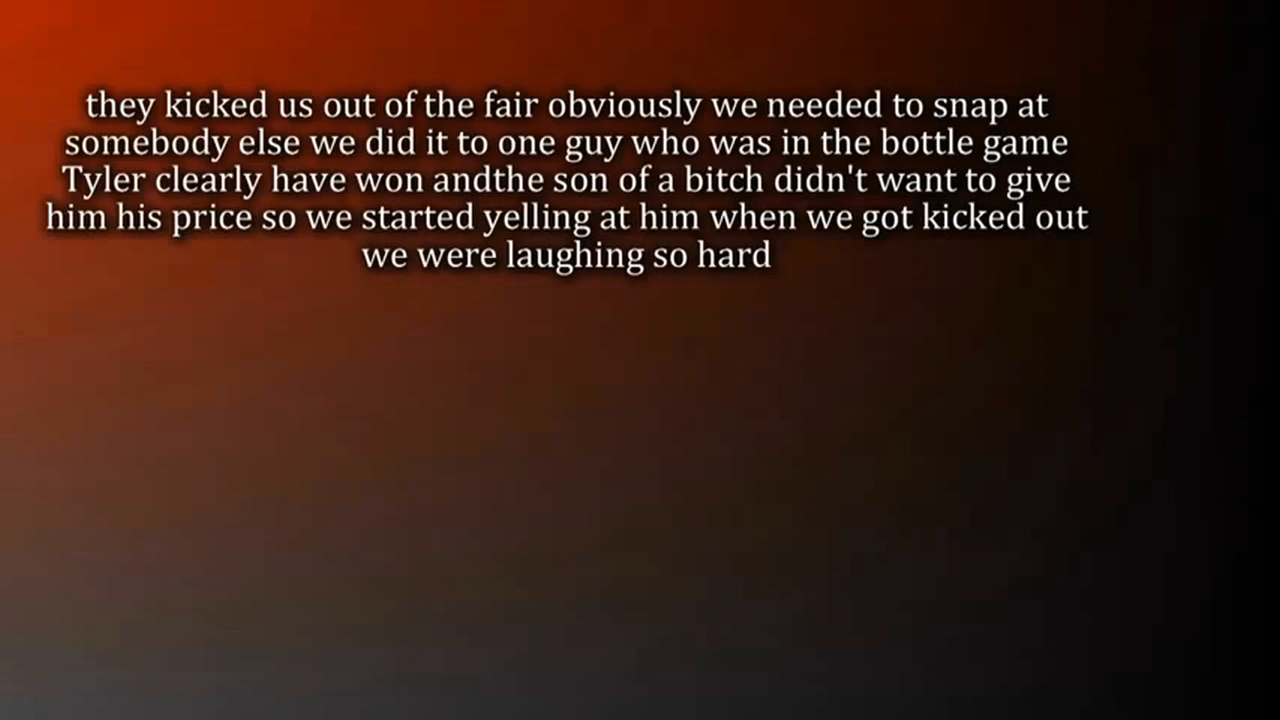 they kicked us out of the fair obviously we needed to snap at
somebody else we did it to one guy who was in the bottle game
Tyler clearly have won andthe son of a bitch didn't want to give
him his price so we started yelling at him when we got kicked out
we were laughing so hard